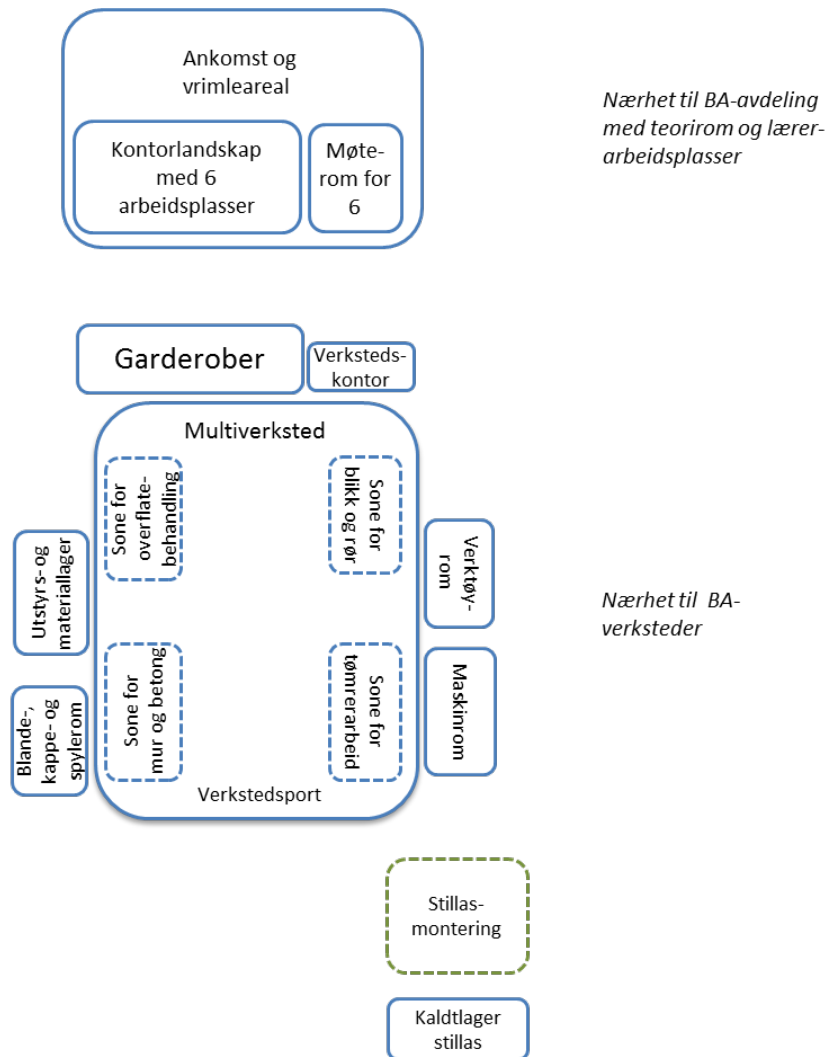 Ankomst og
vrimleareal
Kontorlandskap
med 6
arbeidsplasser
Møte-
rom for
6
Nærhet til BA-avdeling
med teorirom og lærer-
arbeidsplasser
Garderober
Verksteds-
kontor
Multiverksted
Sone for
overflate-
behandling
Sone for
blikk og rør
Utstyrs- og
materiallager
Verktøy-
rom
Nærhet til BA-
verksteder
Blande-,
kappe- og
spylerom
Sone for
mur og betong
Sone for
tømrerarbeid
Maskinrom
Verkstedsport
Stillas-
montering
Kaldtlager
stillas